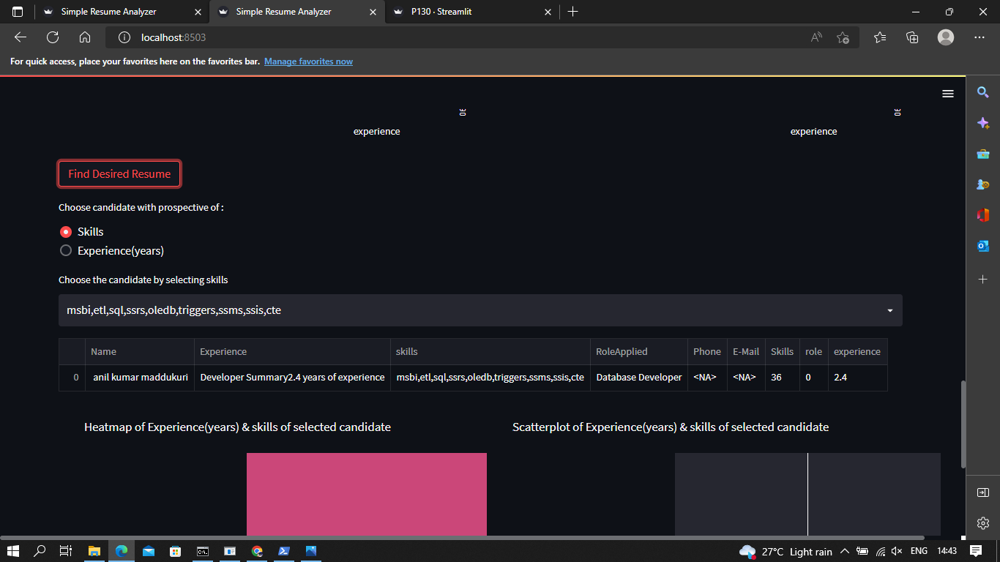 Simple Resume Analyzer
Simple Resume Analyzer
P130 · Streamlit
localhost:8503
For quick access, place your favorites here on the favorites bar. Manage favorites now
experience
experience
Find Desired Resume
Choose candidate with prospective of :
Skills
Experience(years)
Choose the candidate by selecting skills
msbi,etl,sql,ssrs,oledb,triggers,ssms,ssis,cte
Name Experience skills RoleApplied Phone E-Mail Skills role experience
0 anil kumar maddukuri Developer Summary2.4 years of experience msbi,etl,sql,ssrs,oledb,triggers,ssms,ssis,cte Database Developer <NA> <NA> 36 0 2.4
Heatmap of Experience(years) & skills of selected candidate
Scatterplot of Experience(years) & skills of selected candidate
27°C Light rain ENG 14:43